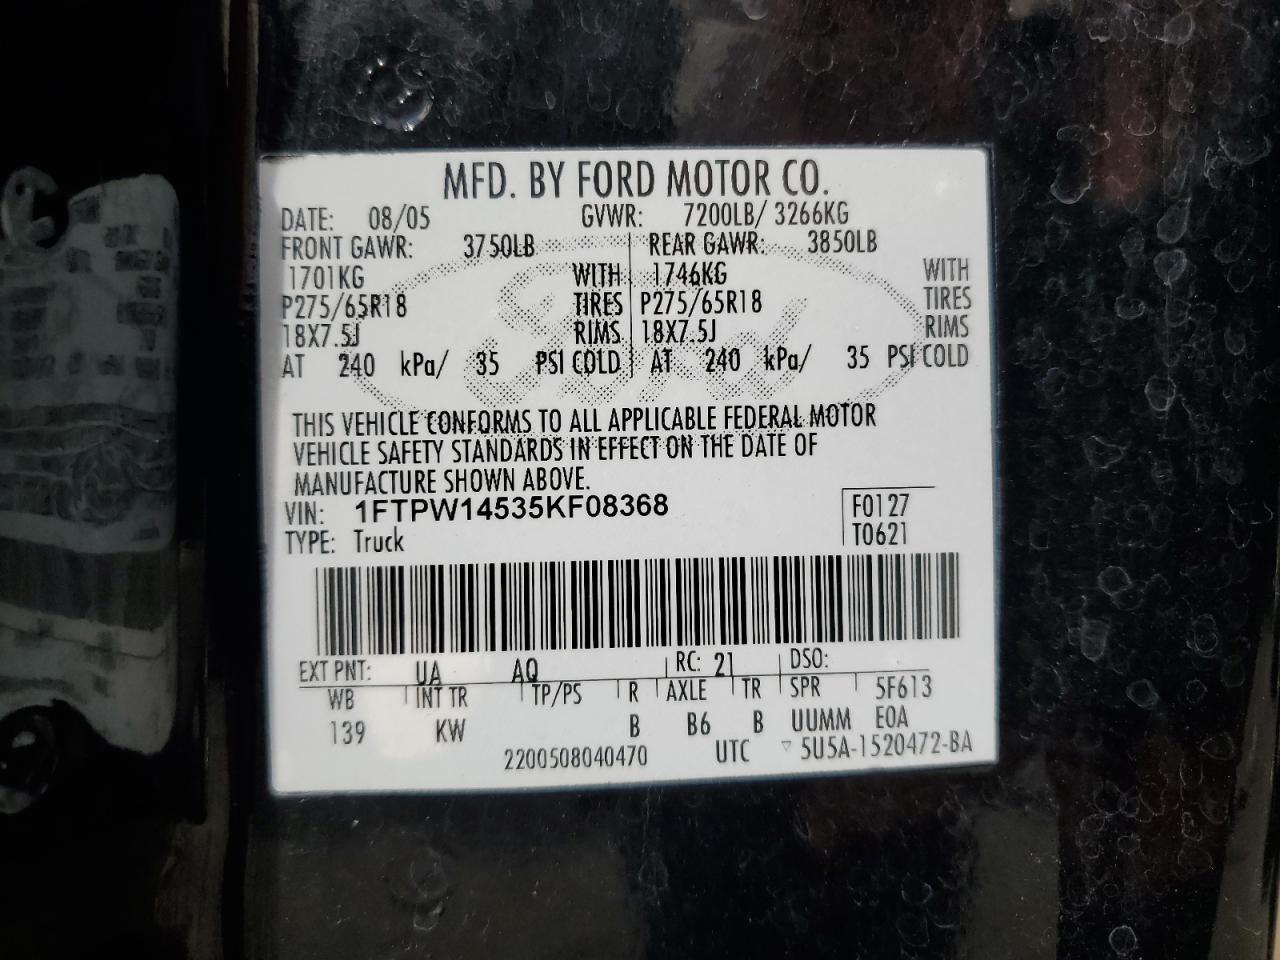 MFD. BY FORD MOTOR CO.
DATE: 08/05 GVWR: 7200LB/ 3266KG
FRONT GAWR: 3750LB REAR GAWR: 3850LB
1701KG WITH 1746KG WITH
P275/65R18 TIRES P275/65R18 TIRES
18X7.5J RIMS 18X7.5J RIMS
AT 240 kPa/ 35 PSI COLD AT 240 kPa/ 35 PSI COLD
THIS VEHICLE CONFORMS TO ALL APPLICABLE FEDERAL MOTOR
VEHICLE SAFETY STANDARDS IN EFFECT ON THE DATE OF
MANUFACTURE SHOWN ABOVE.
VIN: 1FTPW14535KF08368 F0127
TYPE: Truck T0621
EXT PNT: UA AQ RC: 21 DSO:
WB INT TR TP/PS R AXLE TR SPR 5F613
139 KW B B6 B UUMM E0A
2200508040470 UTC ▽ 5U5A-1520472-BA